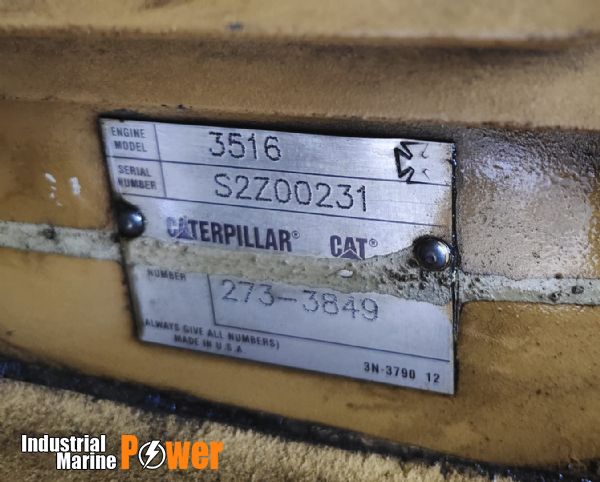 ENGINE MODEL 3516
SERIAL NUMBER S2Z00231
CATERPILLAR® CAT®
NUMBER 273-3849
(ALWAYS GIVE ALL NUMBERS)
MADE IN U.S.A.
3N-3790 12
Industrial
Marine Power